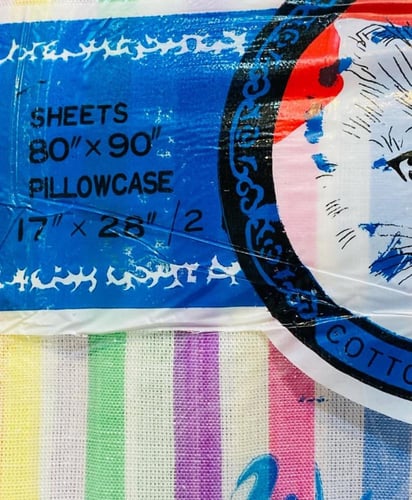 SHEETS
80" × 90"
PILLOWCASE
17" × 28" / 2
COTTO